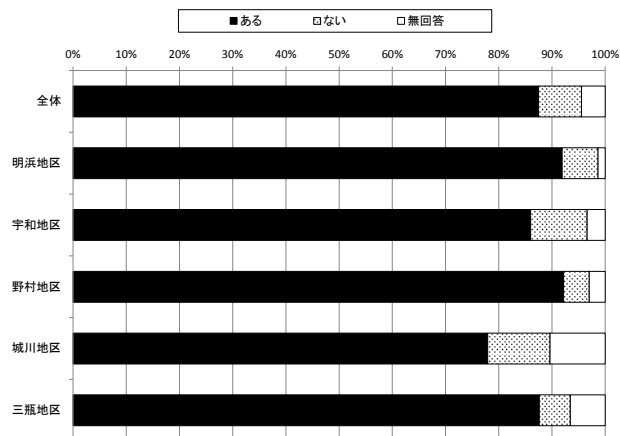 ■ある □ない □無回答
0% 10% 20% 30% 40% 50% 60% 70% 80% 90% 100%
全体
明浜地区
宇和地区
野村地区
城川地区
三瓶地区